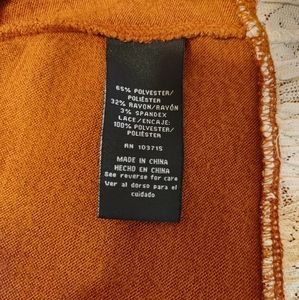 65% POLYESTER/
POLIÉSTER
32% RAYON/RAYÓN
3% SPANDEX
LACE/ENCAJE:
100% POLYESTER/
POLIÉSTER
RN 103715
MADE IN CHINA
HECHO EN CHINA
See reverse for care
Ver al dorso para el
cuidado